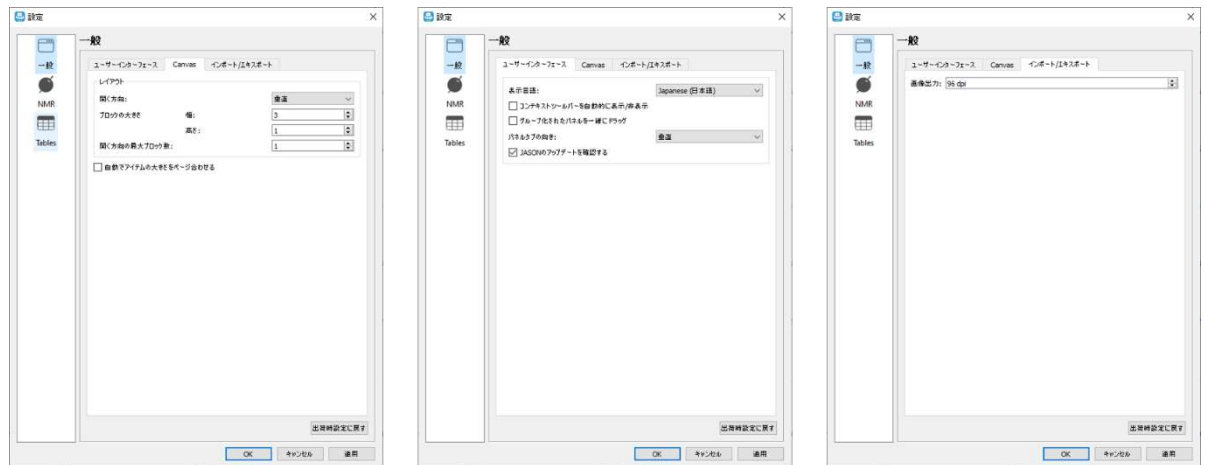 設定
一般
一般
NMR
Tables
ユーザーインターフェース Canvas インポート/エキスポート
レイアウト
開く方向: 垂直
ブロックの大きさ 幅: 3
高さ: 1
開く方向の最大ブロック数: 1
自動でアイテムの大きさをページ合わせる
出荷時設定に戻す
OK キャンセル 適用
設定
一般
一般
NMR
Tables
ユーザーインターフェース Canvas インポート/エキスポート
表示言語: Japanese (日本語)
コンテキストツールバーを自動的に表示/非表示
グループ化されたパネルを一緒にドラッグ
パネルタブの向き: 垂直
JASONのアップデートを確認する
出荷時設定に戻す
OK キャンセル 適用
設定
一般
一般
NMR
Tables
ユーザーインターフェース Canvas インポート/エキスポート
画像出力: 96 dpi
出荷時設定に戻す
OK キャンセル 適用